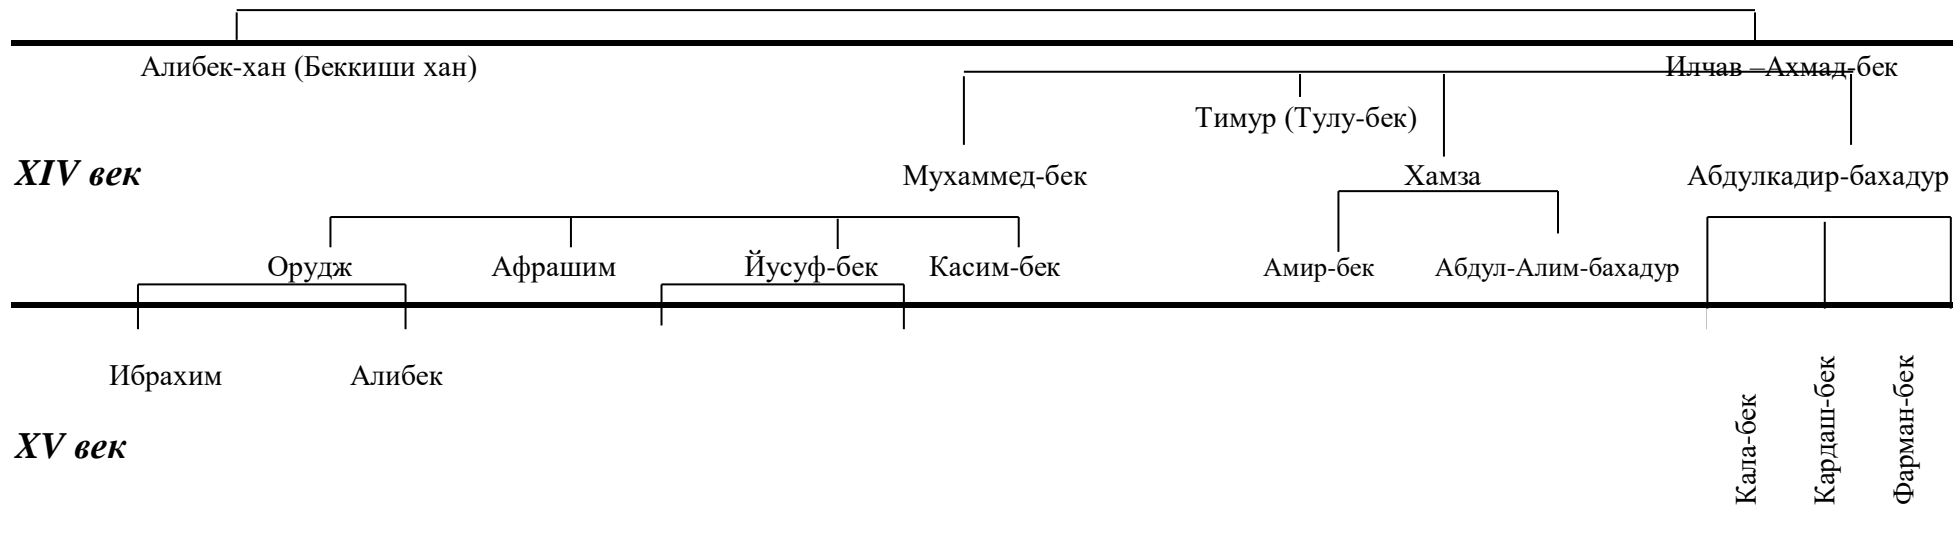 Алибек-хан (Беккиши хан)
Илчав –Ахмад-бек
Тимур (Тулу-бек)
XIV век
Мухаммед-бек
Хамза
Абдулкадир-бахадур
Орудж
Афрашим
Йусуф-бек
Касим-бек
Амир-бек
Абдул-Алим-бахадур
Ибрахим
Алибек
XV век
Кала-бек
Кардаш-бек
Фарман-бек